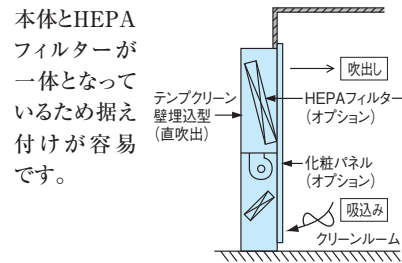 本体とHEPA
フィルターが
一体となって
いるため据え
付けが容易
です。
吹出し
テンプクリーン
壁埋込型
(直吹出)
HEPAフィルター
(オプション)
化粧パネル
(オプション)
吸込み
クリーンルーム